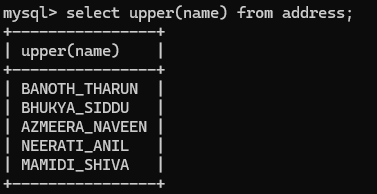 mysql> select upper(name) from address;
+----------------+
| upper(name)    |
+----------------+
| BANOTH_THARUN  |
| BHUKYA_SIDDU   |
| AZMEERA_NAVEEN |
| NEERATI_ANIL   |
| MAMIDI_SHIVA   |
+----------------+